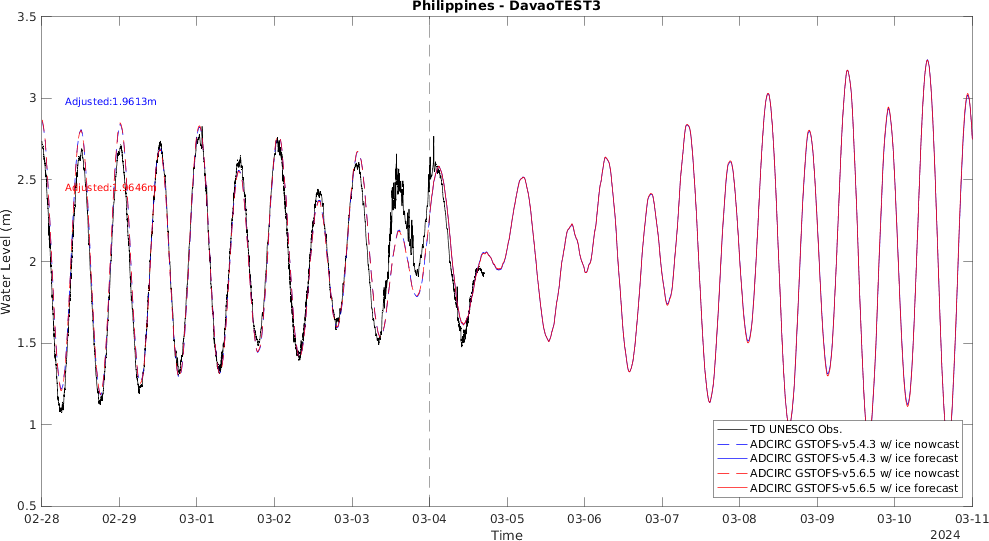 Philippines - DavaoTEST3
3.5
3
2.5
2
1.5
1
0.5
Water Level (m)
Adjusted:1.9613m
Adjusted:1.9646m
TD UNESCO Obs.
ADCIRC GSTOFS-v5.4.3 w/ ice nowcast
ADCIRC GSTOFS-v5.4.3 w/ ice forecast
ADCIRC GSTOFS-v5.6.5 w/ ice nowcast
ADCIRC GSTOFS-v5.6.5 w/ ice forecast
02-28 02-29 03-01 03-02 03-03 03-04 03-05 03-06 03-07 03-08 03-09 03-10 03-11
Time
2024